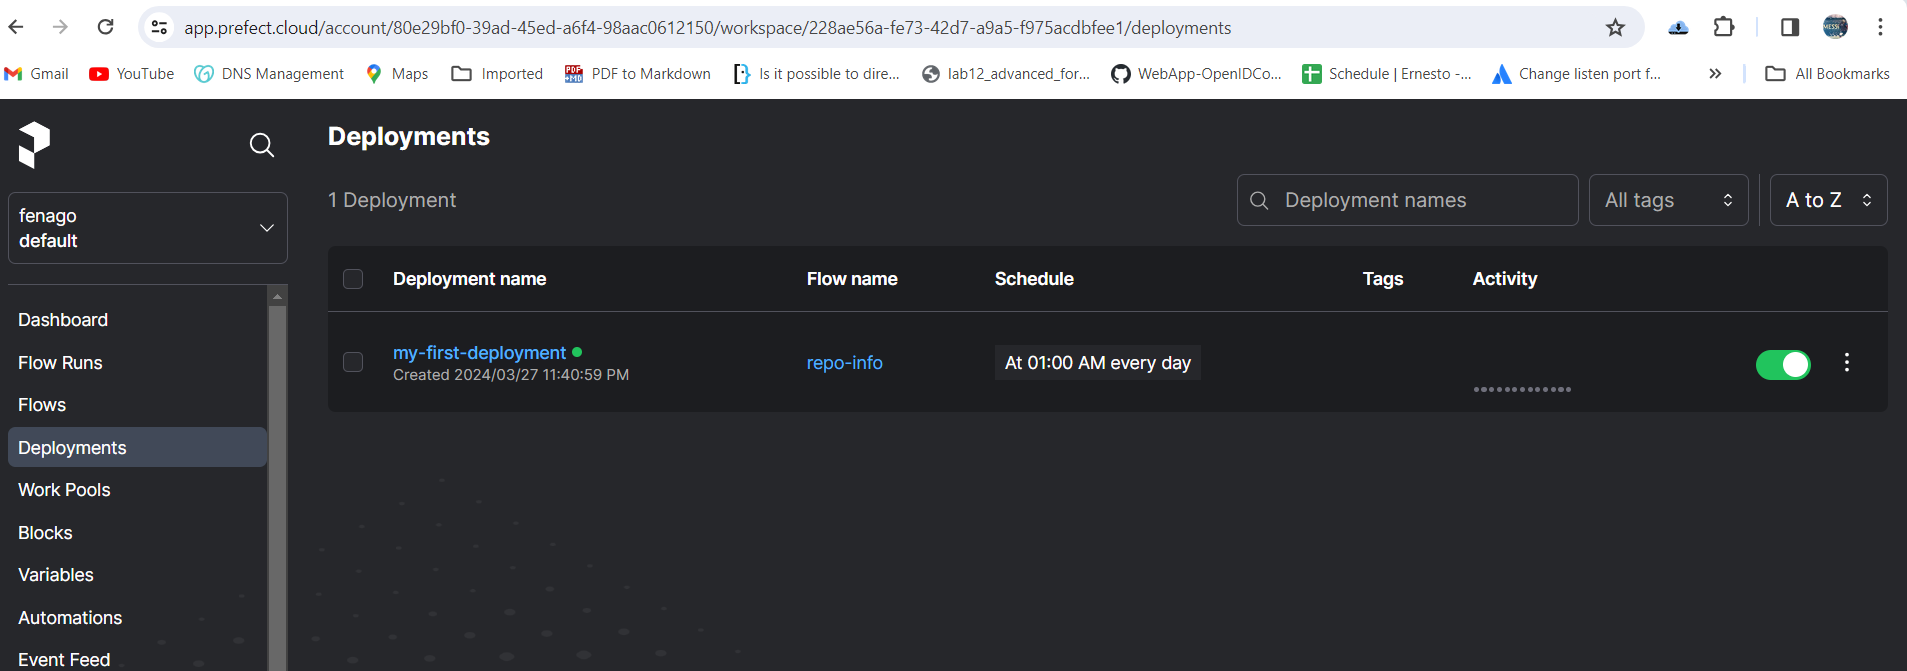 app.prefect.cloud/account/80e29bf0-39ad-45ed-a6f4-98aac0612150/workspace/228ae56a-fe73-42d7-a9a5-f975acdbfee1/deployments
Gmail YouTube DNS Management Maps Imported PDF to Markdown Is it possible to dire... lab12_advanced_for... WebApp-OpenIDCo... Schedule | Ernesto -... Change listen port f... » All Bookmarks
Deployments
fenago
default
1 Deployment Deployment names All tags A to Z
Deployment name Flow name Schedule Tags Activity
my-first-deployment repo-info At 01:00 AM every day
Created 2024/03/27 11:40:59 PM
Dashboard
Flow Runs
Flows
Deployments
Work Pools
Blocks
Variables
Automations
Event Feed